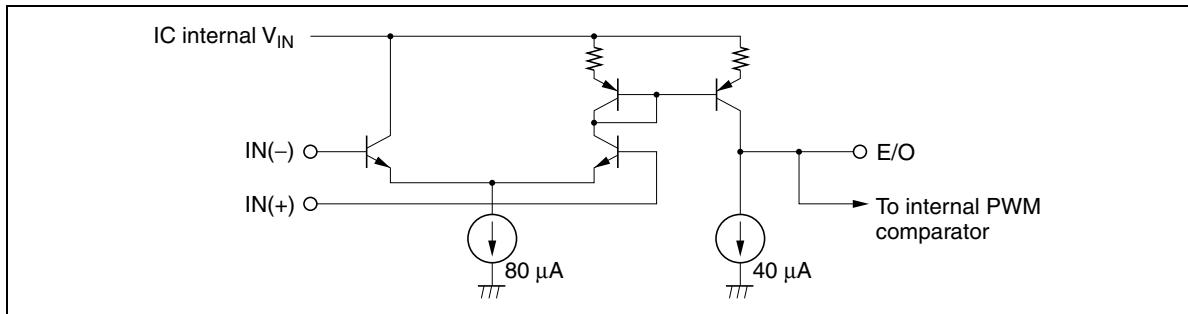 IC internal V_IN
IN(−)
IN(+)
E/O
To internal PWM
comparator
80 μA
40 μA